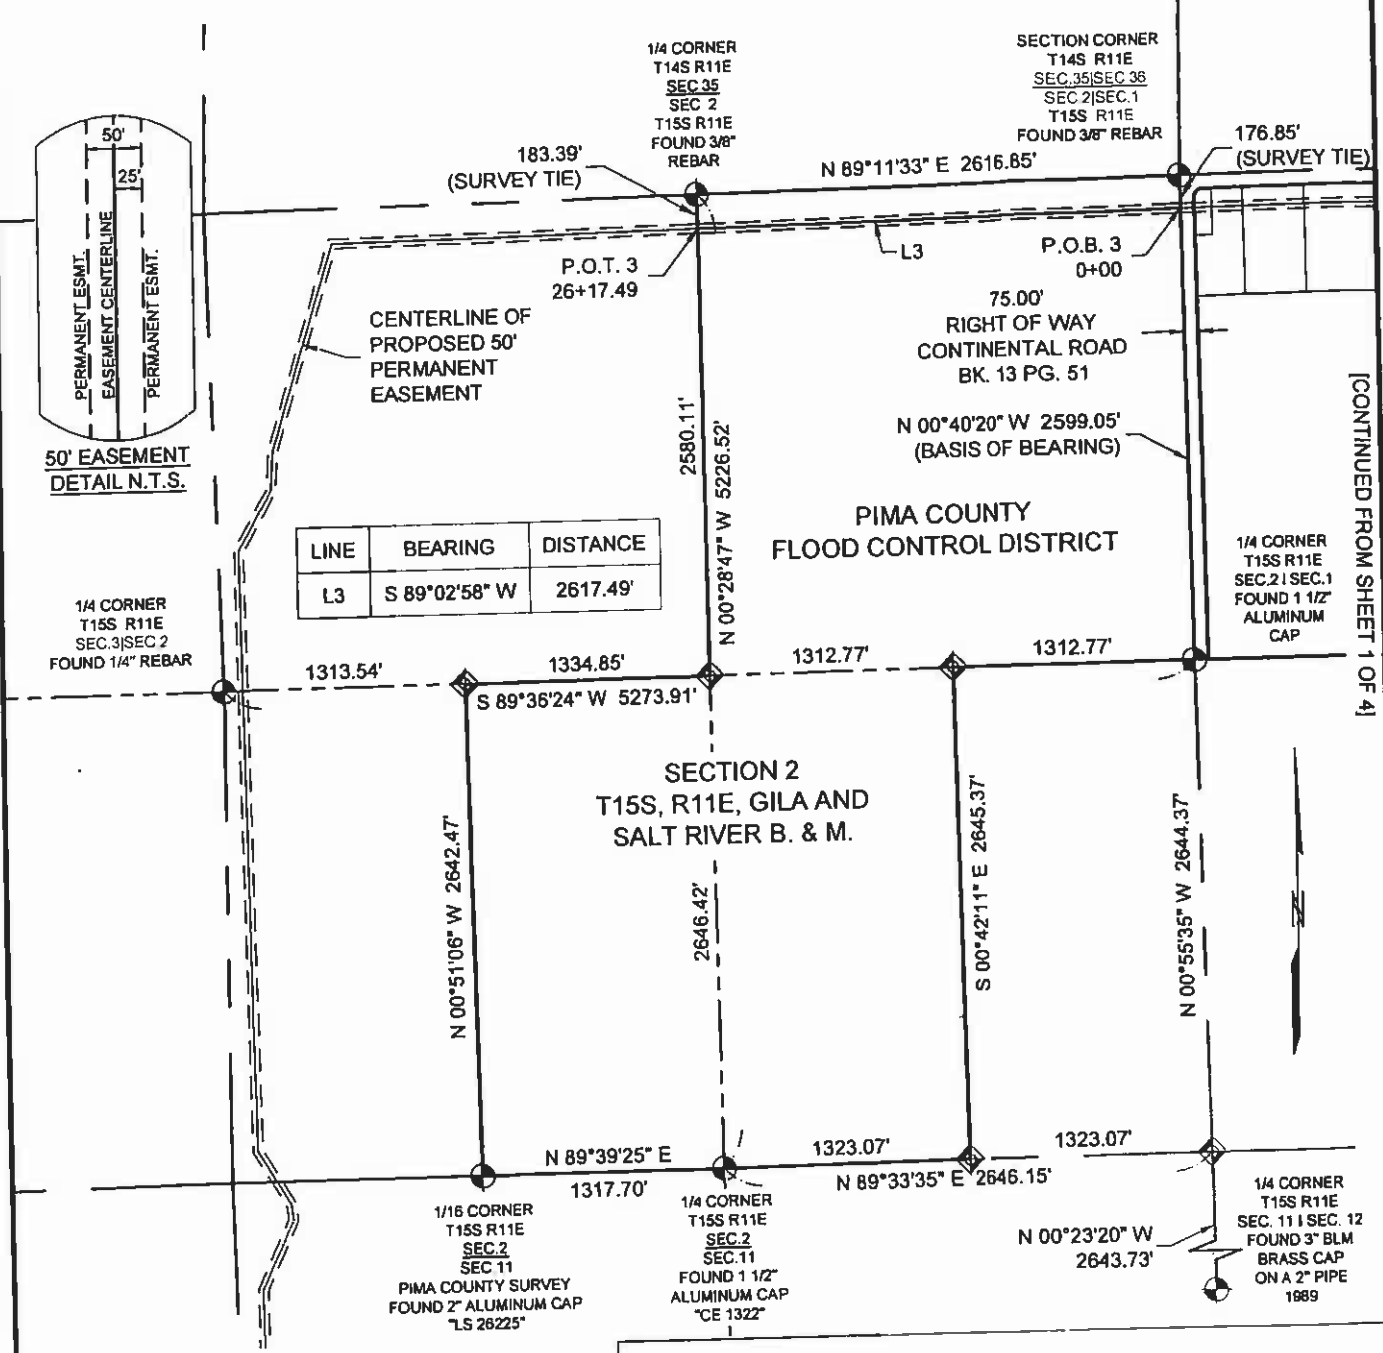 1/4 CORNER
T14S R11E
SEC 35
SEC 2
T15S R11E
FOUND 3/8"
REBAR
SECTION CORNER
T14S R11E
SEC.35|SEC 36
SEC 2|SEC.1
T15S R11E
FOUND 3/8" REBAR
50'
25'
PERMANENT ESMT.
EASEMENT CENTERLINE
PERMANENT ESMT.
50' EASEMENT
DETAIL N.T.S.
183.39'
(SURVEY TIE)
N 89°11'33" E 2616.85'
176.85'
(SURVEY TIE)
P.O.T. 3
26+17.49
L3
P.O.B. 3
0+00
CENTERLINE OF
PROPOSED 50'
PERMANENT
EASEMENT
75.00'
RIGHT OF WAY
CONTINENTAL ROAD
BK. 13 PG. 51
N 00°40'20" W 2599.05'
(BASIS OF BEARING)
[CONTINUED FROM SHEET 1 OF 4]
2580.11'
N 00°28'47" W 5226.52'
PIMA COUNTY
FLOOD CONTROL DISTRICT
LINE BEARING DISTANCE
L3 S 89°02'58" W 2617.49'
1/4 CORNER
T15S R11E
SEC.2 | SEC.1
FOUND 1 1/2"
ALUMINUM
CAP
1/4 CORNER
T15S R11E
SEC.3|SEC 2
FOUND 1/4" REBAR
1313.54'
1334.85'
1312.77'
1312.77'
S 89°36'24" W 5273.91'
SECTION 2
T15S, R11E, GILA AND
SALT RIVER B. & M.
N 00°51'06" W 2642.47'
2646.42'
S 00°42'11" E 2645.37'
N 00°55'35" W 2644.37'
N
N 89°39'25" E
1317.70'
1323.07'
N 89°33'35" E 2646.15'
1323.07'
1/16 CORNER
T15S R11E
SEC.2
SEC 11
PIMA COUNTY SURVEY
FOUND 2" ALUMINUM CAP
"LS 26225"
1/4 CORNER
T15S R11E
SEC.2
SEC.11
FOUND 1 1/2"
ALUMINUM CAP
"CE 1322"
N 00°23'20" W
2643.73'
1/4 CORNER
T15S R11E
SEC. 11 | SEC. 12
FOUND 3" BLM
BRASS CAP
ON A 2" PIPE
1989